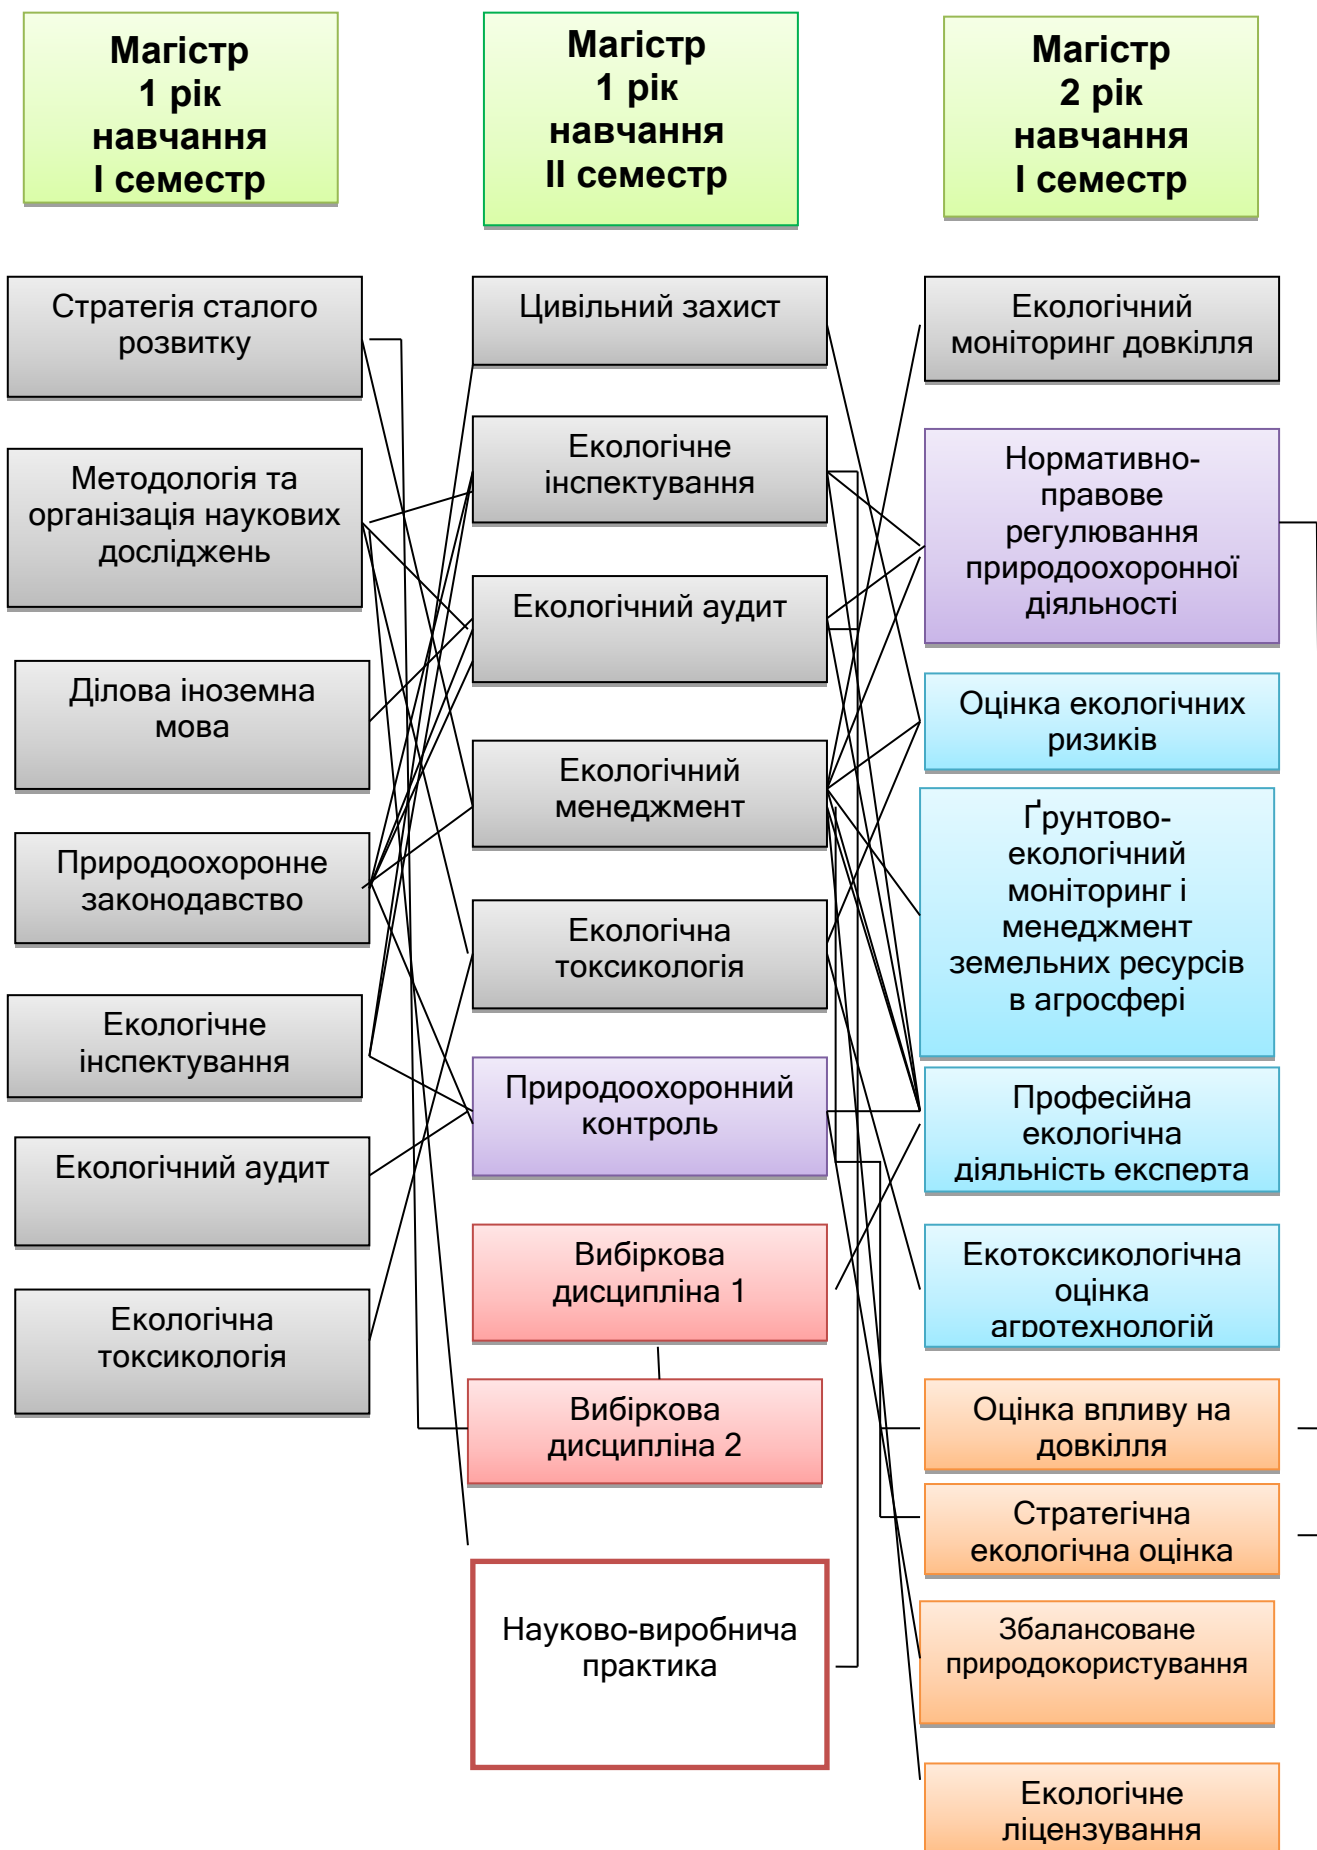 Магістр
1 рік
навчання
І семестр
Магістр
1 рік
навчання
ІІ семестр
Магістр
2 рік
навчання
І семестр
Стратегія сталого
розвитку
Методологія та
організація наукових
досліджень
Ділова іноземна
мова
Природоохоронне
законодавство
Екологічне
інспектування
Екологічний аудит
Екологічна
токсикологія
Цивільний захист
Екологічне
інспектування
Екологічний аудит
Екологічний
менеджмент
Екологічна
токсикологія
Природоохоронний
контроль
Вибіркова
дисципліна 1
Вибіркова
дисципліна 2
Науково-виробнича
практика
Екологічний
моніторинг довкілля
Нормативно-
правове
регулювання
природоохоронної
діяльності
Оцінка екологічних
ризиків
Ґрунтово-
екологічний
моніторинг і
менеджмент
земельних ресурсів
в агросфері
Професійна
екологічна
діяльність експерта
Екотоксикологічна
оцінка
агротехнологій
Оцінка впливу на
довкілля
Стратегічна
екологічна оцінка
Збалансоване
природокористування
Екологічне
ліцензування